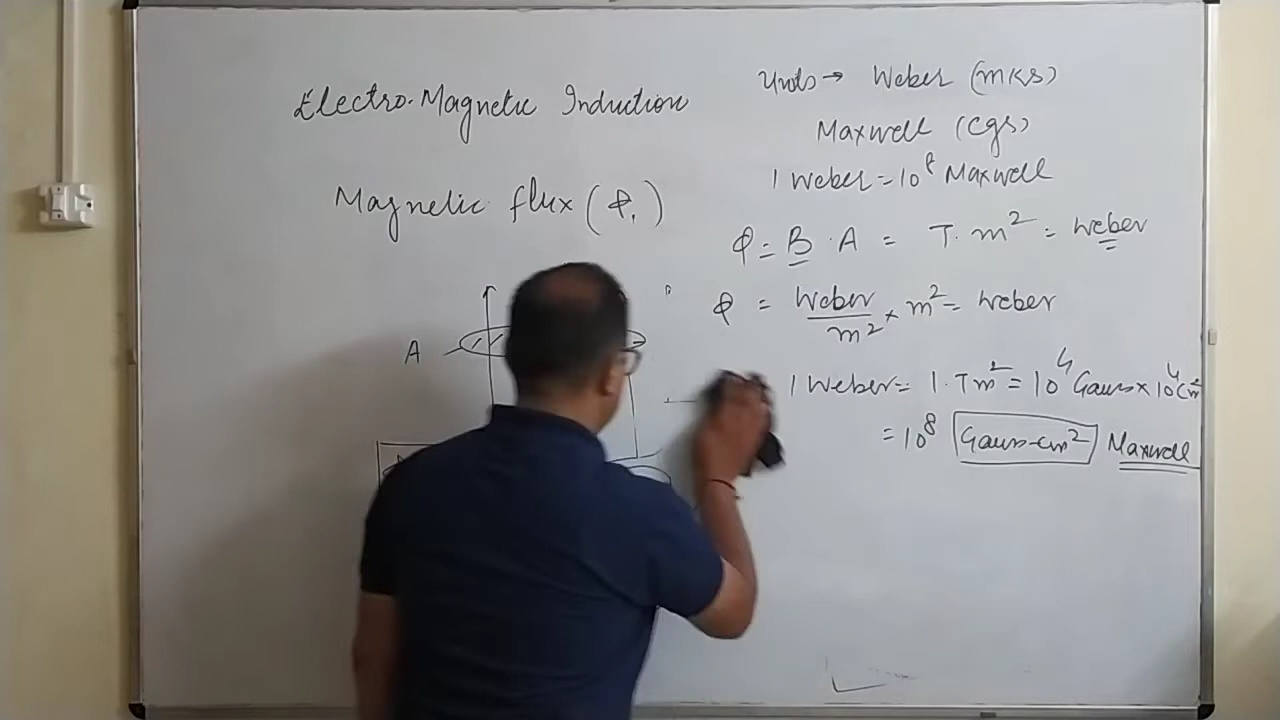 Electro-Magnetic Induction
Magnetic flux (Φ)
A
Units → Weber (MKS)
Maxwell (cgs)
1 Weber = 10⁸ Maxwell
Φ = B · A = T. m² = Weber
Φ = Weber/m² × m² = Weber
1 Weber = 1. Tm² = 10⁴ Gauss × 10⁴ cm²
= 10⁸ Gauss-cm² Maxwell